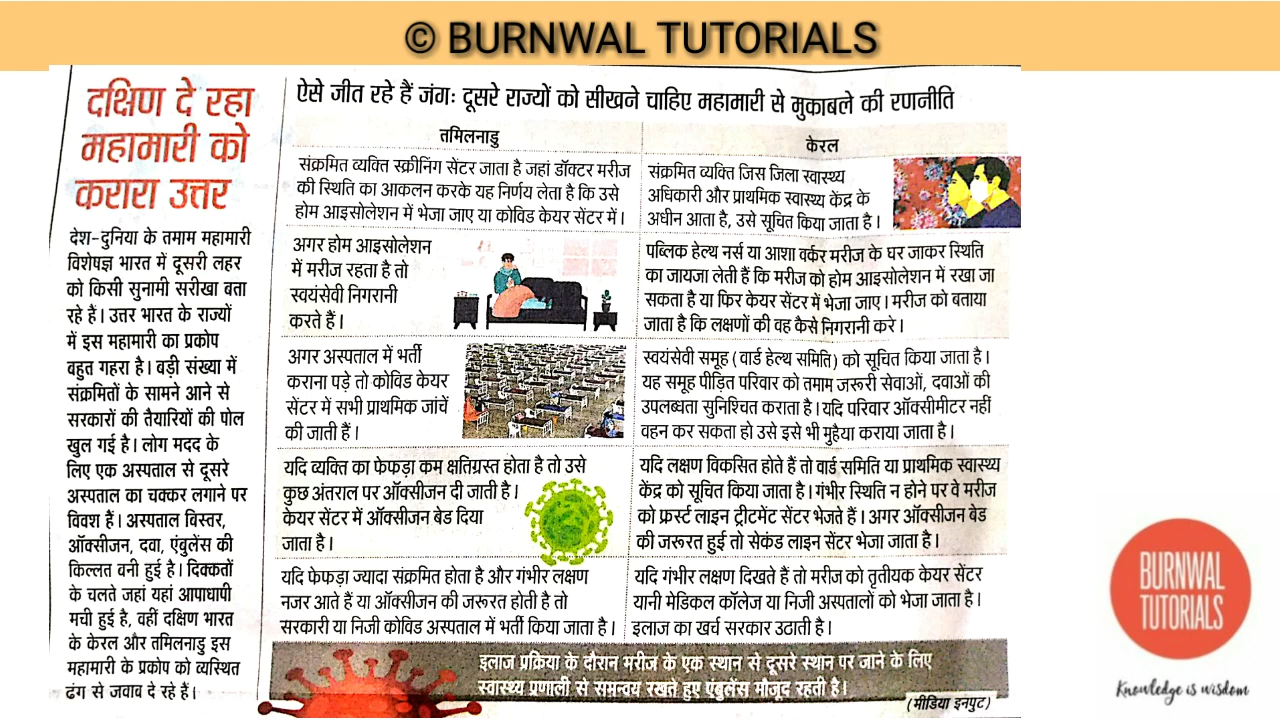 © BURNWAL TUTORIALS
दक्षिण दे रहा
महामारी को
करारा उत्तर
देश-दुनिया के तमाम महामारी
विशेषज्ञ भारत में दूसरी लहर
को किसी सुनामी सरीखा बता
रहे हैं। उत्तर भारत के राज्यों
में इस महामारी का प्रकोप
बहुत गहरा है। बड़ी संख्या में
संक्रमितों के सामने आने से
सरकारों की तैयारियों की पोल
खुल गई है। लोग मदद के
लिए एक अस्पताल से दूसरे
अस्पताल का चक्कर लगाने पर
विवश हैं। अस्पताल विस्तर,
ऑक्सीजन, दवा, एंबुलेंस की
किल्लत बनी हुई है। दिक्कतों
के चलते जहां यहां आपाधापी
मची हुई है, वहीं दक्षिण भारत
के केरल और तमिलनाडु इस
महामारी के प्रकोप को व्यस्थित
ढंग से जवाब दे रहे हैं।
ऐसे जीत रहे हैं जंगः दूसरे राज्यों को सीखने चाहिए महामारी से मुकाबले की रणनीति
तमिलनाडु
संक्रमित व्यक्ति स्क्रीनिंग सेंटर जाता है जहां डॉक्टर मरीज
की स्थिति का आकलन करके यह निर्णय लेता है कि उसे
होम आइसोलेशन में भेजा जाए या कोविड केयर सेंटर में।
अगर होम आइसोलेशन
में मरीज रहता है तो
स्वयंसेवी निगरानी
करते हैं।
अगर अस्पताल में भर्ती
कराना पड़े तो कोविड केयर
सेंटर में सभी प्राथमिक जांचें
की जाती हैं।
यदि व्यक्ति का फेफड़ा कम क्षतिग्रस्त होता है तो उसे
कुछ अंतराल पर ऑक्सीजन दी जाती है।
केयर सेंटर में ऑक्सीजन बेड दिया
जाता है।
यदि फेफड़ा ज्यादा संक्रमित होता है और गंभीर लक्षण
नजर आते हैं या ऑक्सीजन की जरूरत होती है तो
सरकारी या निजी कोविड अस्पताल में भर्ती किया जाता है।
केरल
संक्रमित व्यक्ति जिस जिला स्वास्थ्य
अधिकारी और प्राथमिक स्वास्थ्य केंद्र के
अधीन आता है, उसे सूचित किया जाता है।
पब्लिक हेल्थ नर्स या आशा वर्कर मरीज के घर जाकर स्थिति
का जायजा लेती हैं कि मरीज को होम आइसोलेशन में रखा जा
सकता है या फिर केयर सेंटर में भेजा जाए। मरीज को बताया
जाता है कि लक्षणों की वह कैसे निगरानी करे।
स्वयंसेवी समूह (वार्ड हेल्थ समिति) को सूचित किया जाता है।
यह समूह पीड़ित परिवार को तमाम जरूरी सेवाओं, दवाओं की
उपलब्धता सुनिश्चित कराता है। यदि परिवार ऑक्सीमीटर नहीं
वहन कर सकता हो उसे इसे भी मुहैया कराया जाता है।
यदि लक्षण विकसित होते हैं तो वार्ड समिति या प्राथमिक स्वास्थ्य
केंद्र को सूचित किया जाता है। गंभीर स्थिति न होने पर वे मरीज
को फ्रर्स्ट लाइन ट्रीटमेंट सेंटर भेजते हैं। अगर ऑक्सीजन बेड
की जरूरत हुई तो सेकंड लाइन सेंटर भेजा जाता है।
यदि गंभीर लक्षण दिखते हैं तो मरीज को तृतीयक केयर सेंटर
यानी मेडिकल कॉलेज या निजी अस्पतालों को भेजा जाता है।
इलाज का खर्च सरकार उठाती है।
इलाज प्रक्रिया के दौरान मरीज के एक स्थान से दूसरे स्थान पर जाने के लिए
स्वास्थ्य प्रणाली से समन्वय रखते हुए एंबुलेंस मौजूद रहती है।
(मीडिया इनपुट)
BURNWAL
TUTORIALS
Knowledge is wisdom